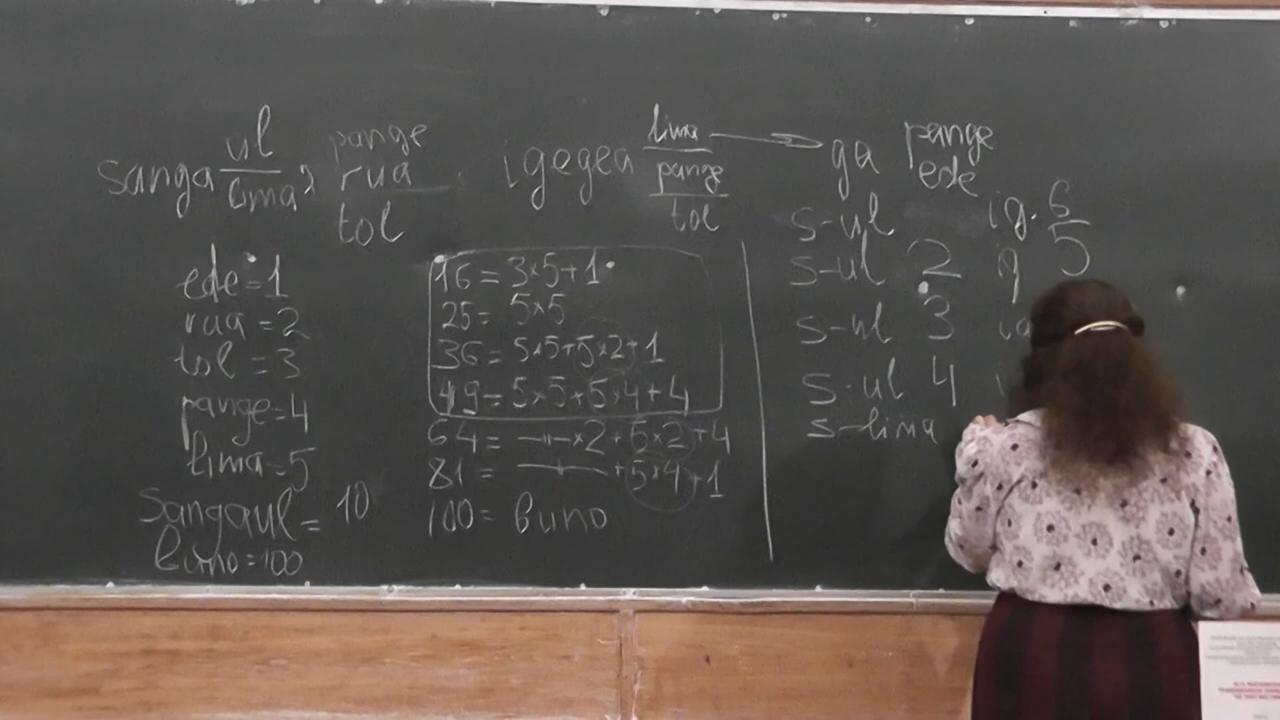 sanga ul / lima, pange / rua / tol
igegea lima / pange / tol → ga pange / ede
ede = 1
rua = 2
tol = 3
pange = 4
lima = 5
Sangaul = 10
buno = 100
16 = 3×5+1
25 = 5×5
36 = 5×5+5×2+1
49 = 5×5+5×4+4
64 = —〃—×2+5×2+4
81 = —〃—+5×4+1
100 = buno
s-ul ig. 6
s-ul 2 ig 5
s-ul 3
s-ul 4
s-lima